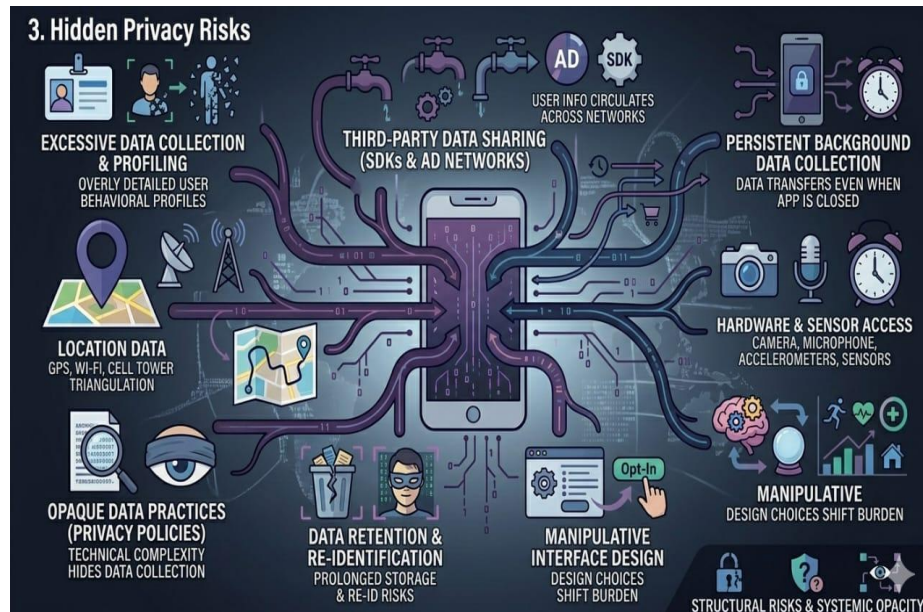 3. Hidden Privacy Risks
AD
SDK
USER INFO CIRCULATES
ACROSS NETWORKS
EXCESSIVE DATA COLLECTION
& PROFILING
OVERLY DETAILED USER
BEHAVIORAL PROFILES
THIRD-PARTY DATA SHARING
(SDKs & AD NETWORKS)
PERSISTENT BACKGROUND
DATA COLLECTION
DATA TRANSFERS EVEN WHEN
APP IS CLOSED
LOCATION DATA
GPS, WI-FI, CELL TOWER
TRIANGULATION
HARDWARE & SENSOR ACCESS
CAMERA, MICROPHONE,
ACCELEROMETERS, SENSORS
OPAQUE DATA PRACTICES
(PRIVACY POLICIES)
TECHNICAL COMPLEXITY
HIDES DATA COLLECTION
DATA RETENTION &
RE-IDENTIFICATION
PROLONGED STORAGE
& RE-ID RISKS
Opt-In
MANIPULATIVE
INTERFACE DESIGN
DESIGN CHOICES
SHIFT BURDEN
MANIPULATIVE
DESIGN CHOICES SHIFT BURDEN
STRUCTURAL RISKS & SYSTEMIC OPACITY